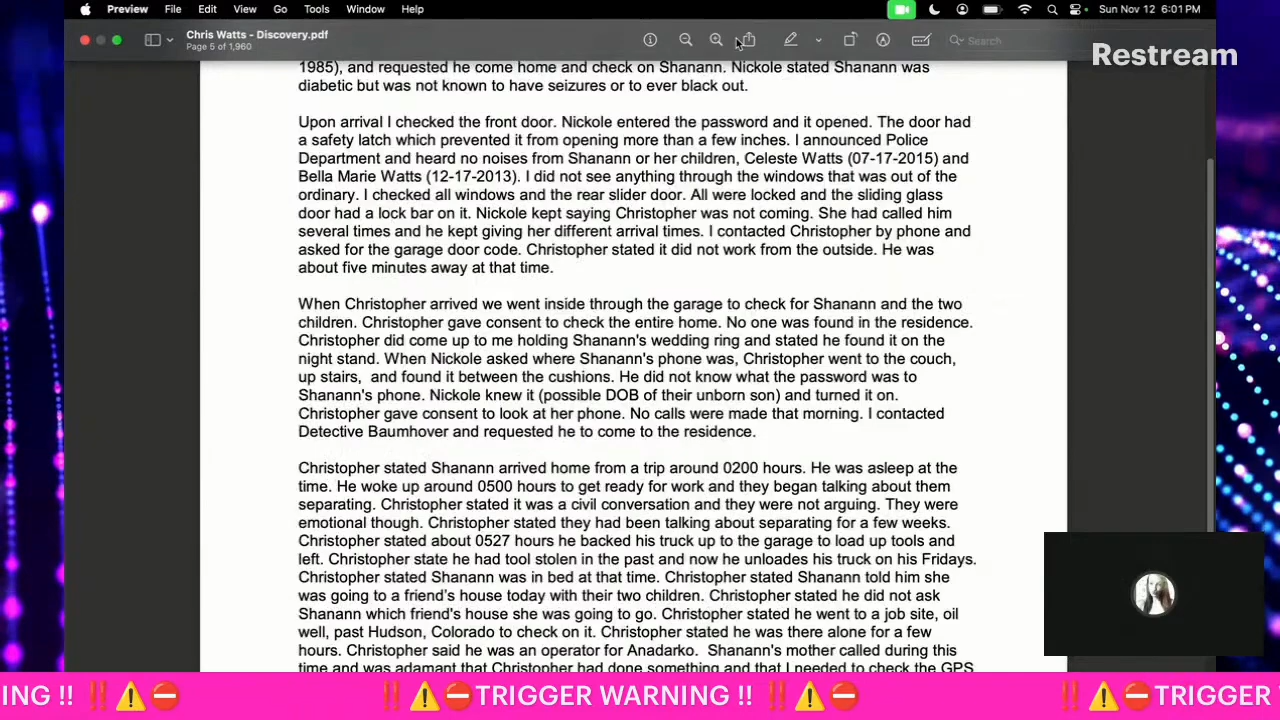 Preview File Edit View Go Tools Window Help Sun Nov 12 6:01 PM
Chris Watts - Discovery.pdf
Page 5 of 1,960
Search
Restream
1985), and requested he come home and check on Shanann. Nickole stated Shanann was
diabetic but was not known to have seizures or to ever black out.
Upon arrival I checked the front door. Nickole entered the password and it opened. The door had
a safety latch which prevented it from opening more than a few inches. I announced Police
Department and heard no noises from Shanann or her children, Celeste Watts (07-17-2015) and
Bella Marie Watts (12-17-2013). I did not see anything through the windows that was out of the
ordinary. I checked all windows and the rear slider door. All were locked and the sliding glass
door had a lock bar on it. Nickole kept saying Christopher was not coming. She had called him
several times and he kept giving her different arrival times. I contacted Christopher by phone and
asked for the garage door code. Christopher stated it did not work from the outside. He was
about five minutes away at that time.
When Christopher arrived we went inside through the garage to check for Shanann and the two
children. Christopher gave consent to check the entire home. No one was found in the residence.
Christopher did come up to me holding Shanann's wedding ring and stated he found it on the
night stand. When Nickole asked where Shanann's phone was, Christopher went to the couch,
up stairs, and found it between the cushions. He did not know what the password was to
Shanann's phone. Nickole knew it (possible DOB of their unborn son) and turned it on.
Christopher gave consent to look at her phone. No calls were made that morning. I contacted
Detective Baumhover and requested he to come to the residence.
Christopher stated Shanann arrived home from a trip around 0200 hours. He was asleep at the
time. He woke up around 0500 hours to get ready for work and they began talking about them
separating. Christopher stated it was a civil conversation and they were not arguing. They were
emotional though. Christopher stated they had been talking about separating for a few weeks.
Christopher stated about 0527 hours he backed his truck up to the garage to load up tools and
left. Christopher state he had tool stolen in the past and now he unloades his truck on his Fridays.
Christopher stated Shanann was in bed at that time. Christopher stated Shanann told him she
was going to a friend's house today with their two children. Christopher stated he did not ask
Shanann which friend's house she was going to go. Christopher stated he went to a job site, oil
well, past Hudson, Colorado to check on it. Christopher stated he was there alone for a few
hours. Christopher said he was an operator for Anadarko. Shanann's mother called during this
time and was adamant that Christopher had done something and that I needed to check the GPS
ING !! ‼️⚠️⛔ ‼️⚠️⛔TRIGGER WARNING !! ‼️⚠️⛔ ‼️⚠️⛔TRIGGER